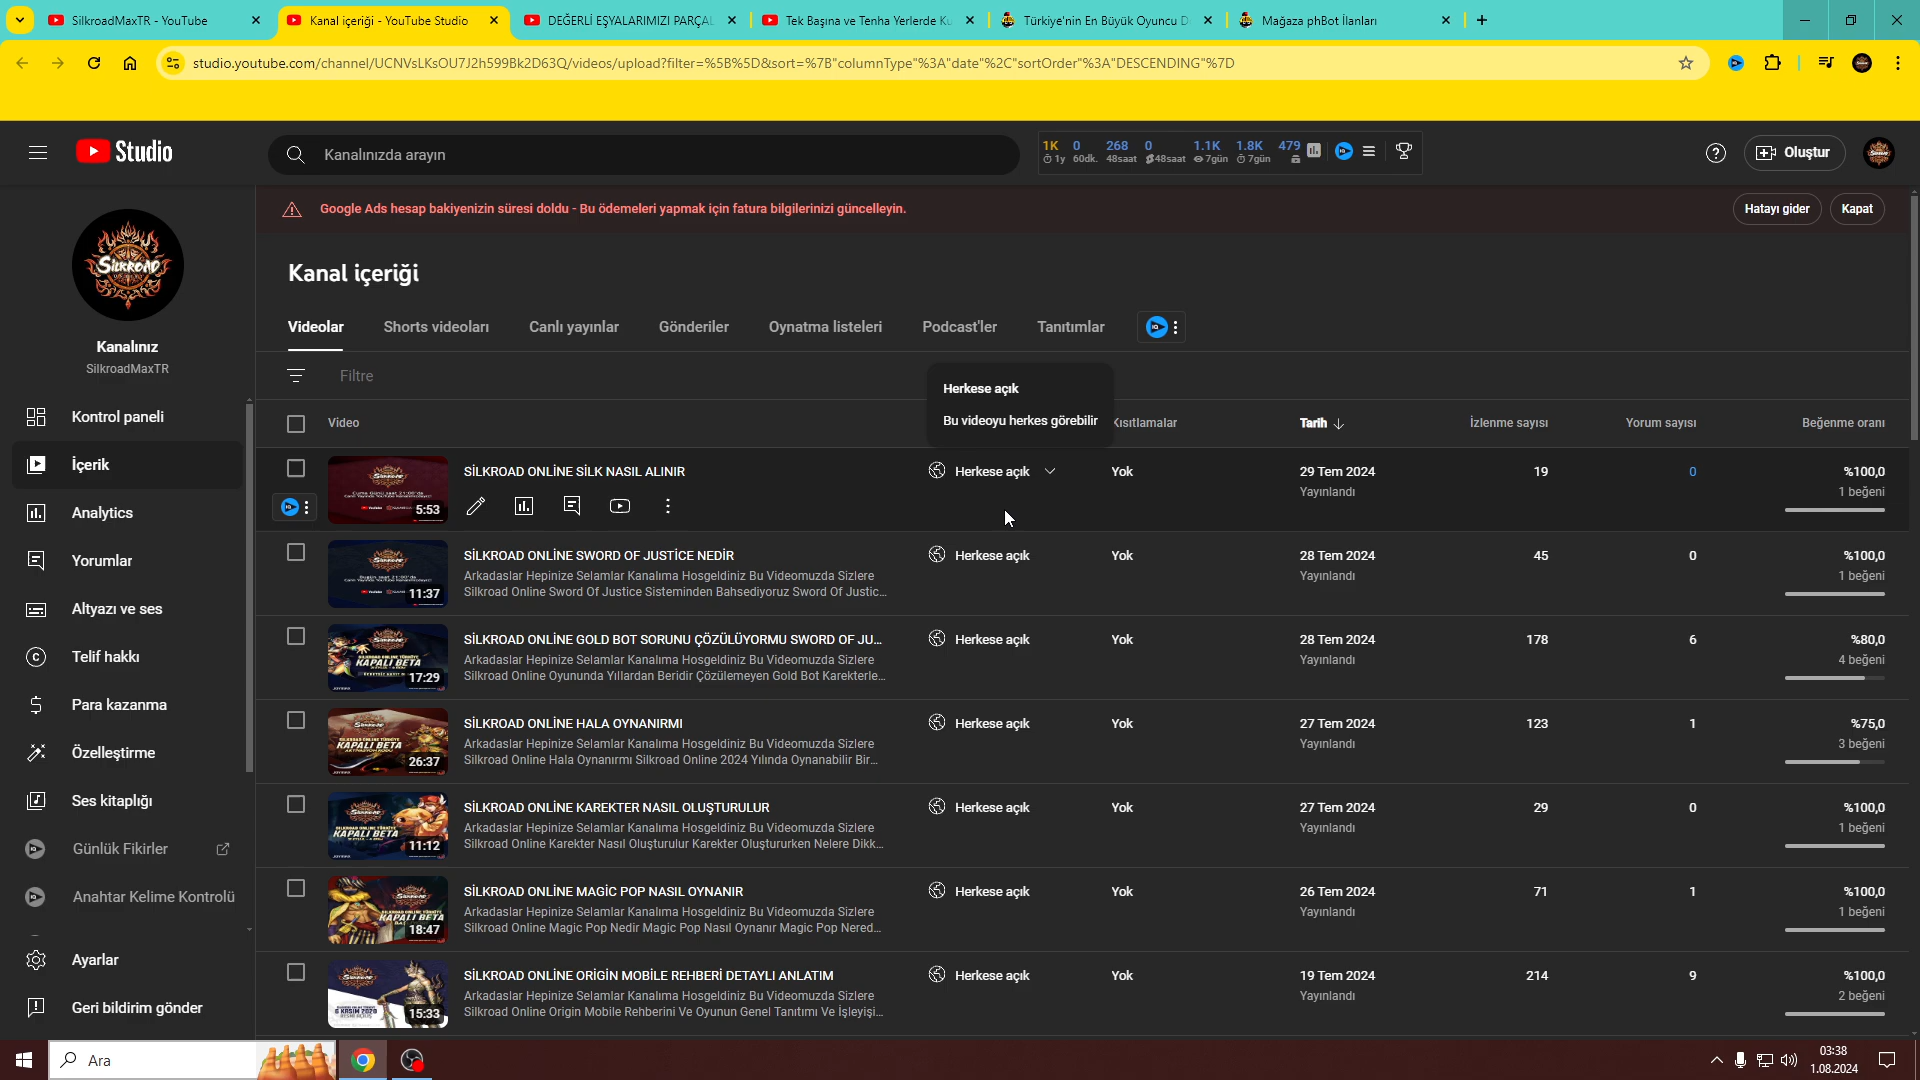 SilkroadMaxTR - YouTube
Kanal içeriği - YouTube Studio
DEĞERLİ EŞYALARIMIZI PARÇAL
Tek Başına ve Tenha Yerlerde Ku
Türkiye'nin En Büyük Oyuncu D
Mağaza phBot İlanları
studio.youtube.com/channel/UCNVsLKsOU7J2h599Bk2D63Q/videos/upload?filter=%5B%5D&sort=%7B"columnType"%3A"date"%2C"sortOrder"%3A"DESCENDING"%7D
Studio
Kanalınızda arayın
1K 0 268 0 1.1K 1.8K 479
1y 60dk. 48saat 48saat 7gün 7gün
Oluştur
Google Ads hesap bakiyenizin süresi doldu - Bu ödemeleri yapmak için fatura bilgilerinizi güncelleyin.
Hatayı gider
Kapat
SILKROAD
Kanalınız
SilkroadMaxTR
Kontrol paneli
İçerik
Analytics
Yorumlar
Altyazı ve ses
Telif hakkı
Para kazanma
Özelleştirme
Ses kitaplığı
Günlük Fikirler
Anahtar Kelime Kontrolü
Ayarlar
Geri bildirim gönder
Kanal içeriği
Videolar Shorts videoları Canlı yayınlar Gönderiler Oynatma listeleri Podcast'ler Tanıtımlar
Filtre
Herkese açık
Bu videoyu herkes görebilir
Video Kısıtlamalar Tarih İzlenme sayısı Yorum sayısı Beğenme oranı
SİLKROAD ONLİNE SİLK NASIL ALINIR Herkese açık Yok 29 Tem 2024 19 0 %100,0
Yayınlandı 1 beğeni
5:53
SİLKROAD ONLİNE SWORD OF JUSTİCE NEDİR Herkese açık Yok 28 Tem 2024 45 0 %100,0
Arkadaslar Hepinize Selamlar Kanalıma Hosgeldiniz Bu Videomuzda Sizlere Yayınlandı 1 beğeni
Silkroad Online Sword Of Justice Sisteminden Bahsediyoruz Sword Of Justic...
11:37
SİLKROAD ONLİNE GOLD BOT SORUNU ÇÖZÜLÜYORMU SWORD OF JU... Herkese açık Yok 28 Tem 2024 178 6 %80,0
Arkadaslar Hepinize Selamlar Kanalıma Hosgeldiniz Bu Videomuzda Sizlere Yayınlandı 4 beğeni
Silkroad Online Oyununda Yıllardan Beridir Çözülemeyen Gold Bot Karekterle...
KAPALI BETA
17:29
SİLKROAD ONLİNE HALA OYNANIRMI Herkese açık Yok 27 Tem 2024 123 1 %75,0
Arkadaslar Hepinize Selamlar Kanalıma Hosgeldiniz Bu Videomuzda Sizlere Yayınlandı 3 beğeni
Silkroad Online Hala Oynanırmı Silkroad Online 2024 Yılında Oynanabilir Bir...
KAPALI BETA
26:37
SİLKROAD ONLİNE KAREKTER NASIL OLUŞTURULUR Herkese açık Yok 27 Tem 2024 29 0 %100,0
Arkadaslar Hepinize Selamlar Kanalıma Hosgeldiniz Bu Videomuzda Sizlere Yayınlandı 1 beğeni
Silkroad Online Karekter Nasıl Oluşturulur Karekter Oluştururken Nelere Dikk...
KAPALI BETA
11:12
SİLKROAD ONLİNE MAGİC POP NASIL OYNANIR Herkese açık Yok 26 Tem 2024 71 1 %100,0
Arkadaslar Hepinize Selamlar Kanalıma Hosgeldiniz Bu Videomuzda Sizlere Yayınlandı 1 beğeni
Silkroad Online Magic Pop Nedir Magic Pop Nasıl Oynanır Magic Pop Nered...
KAPALI BETA
18:47
SİLKROAD ONLİNE ORİGİN MOBİLE REHBERİ DETAYLI ANLATIM Herkese açık Yok 19 Tem 2024 214 9 %100,0
Arkadaslar Hepinize Selamlar Kanalıma Hosgeldiniz Bu Videomuzda Sizlere Yayınlandı 2 beğeni
Silkroad Online Origin Mobile Rehberini Ve Oyunun Genel Tanıtımı Ve İşleyişi...
6 KASIM 2020
15:33
Ara
03:38
1.08.2024